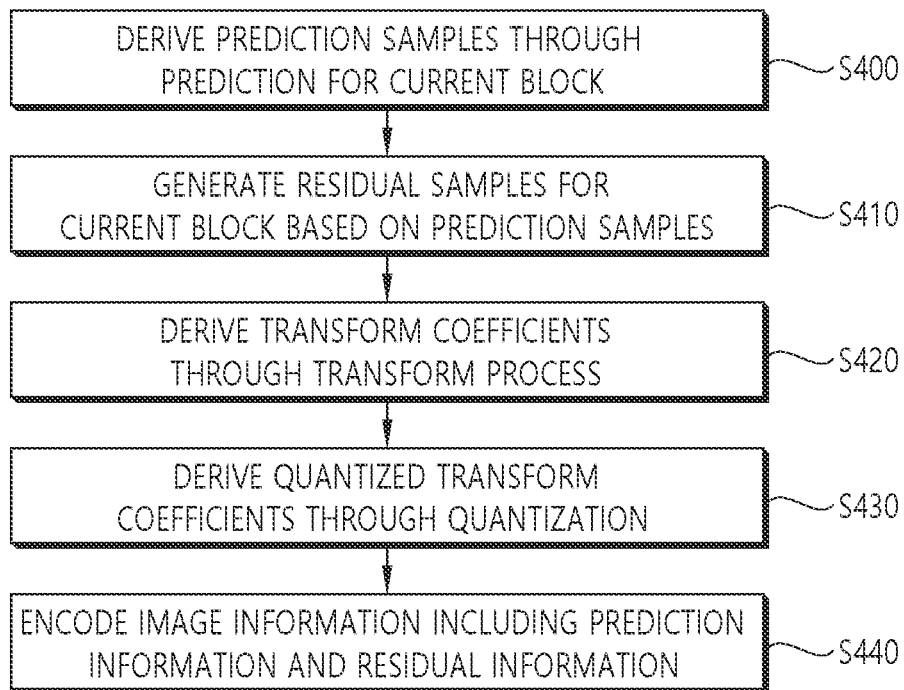 DERIVE PREDICTION SAMPLES THROUGH
PREDICTION FOR CURRENT BLOCK
S400
GENERATE RESIDUAL SAMPLES FOR
CURRENT BLOCK BASED ON PREDICTION SAMPLES
S410
DERIVE TRANSFORM COEFFICIENTS
THROUGH TRANSFORM PROCESS
S420
DERIVE QUANTIZED TRANSFORM
COEFFICIENTS THROUGH QUANTIZATION
S430
ENCODE IMAGE INFORMATION INCLUDING PREDICTION
INFORMATION AND RESIDUAL INFORMATION
S440